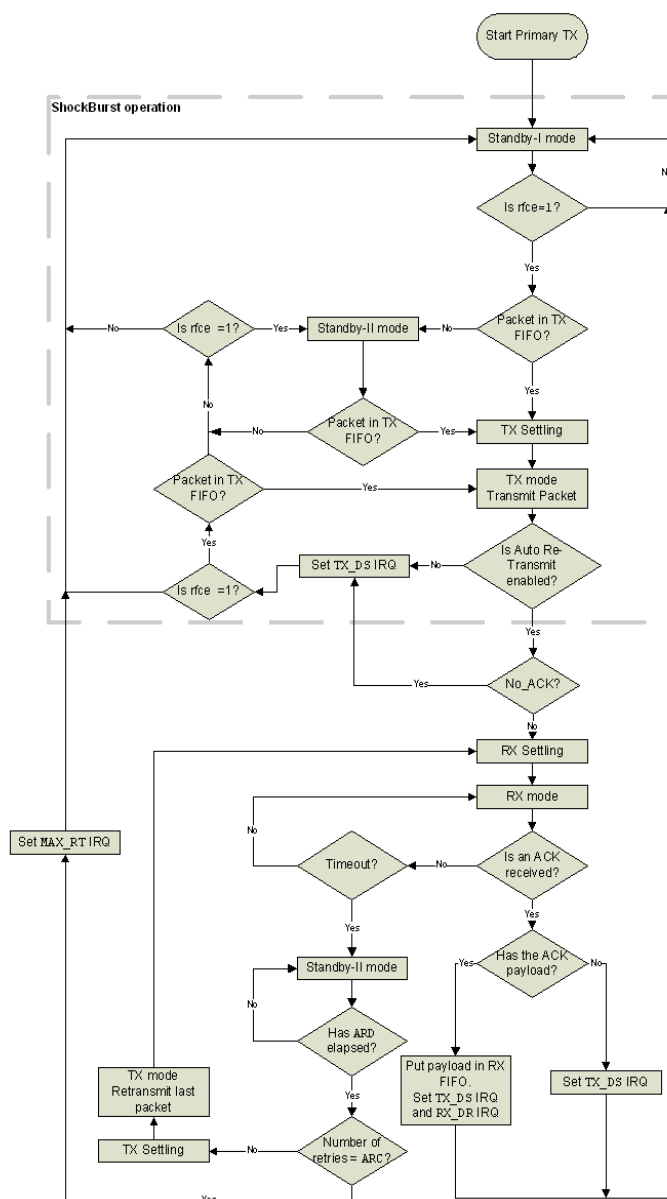 Start Primary TX
ShockBurst operation
Standby-I mode
Is rfce=1?
Yes
Is rfce =1?
No
Yes
Standby-II mode
No
Packet in TX
FIFO?
Yes
No
Packet in TX
FIFO?
No
Yes
TX Settling
Packet in TX
FIFO?
Yes
TX mode
Transmit Packet
Yes
Is rfce =1?
Set TX_DS IRQ
No
Is Auto Re-
Transmit
enabled?
Yes
Yes
No_ACK?
No
RX Settling
RX mode
Set MAX_RT IRQ
No
Timeout?
No
Is an ACK
received?
Yes
Yes
Standby-II mode
Yes
Has the ACK
payload?
No
No
Has ARD
elapsed?
Yes
TX mode
Retransmit last
packet
Put payload in RX
FIFO.
Set TX_DS IRQ
and RX_DR IRQ
Set TX_DS IRQ
TX Settling
No
Number of
retries = ARC?
Yes